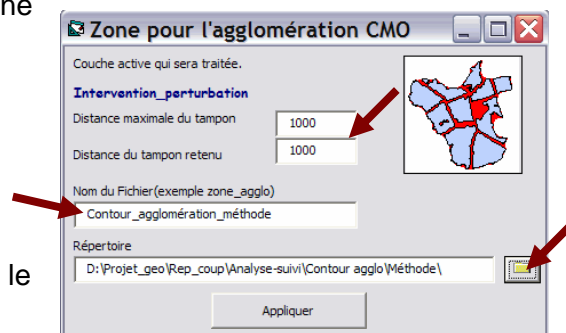 ne
Zone pour l'agglomération CMO
Couche active qui sera traitée.
Intervention_perturbation
Distance maximale du tampon 1000
Distance du tampon retenu 1000
Nom du Fichier(exemple zone_agglo)
Contour_agglomération_méthode
Répertoire
le
D:\Projet_geo\Rep_coup\Analyse-suivi\Contour agglo\Méthode\
Appliquer